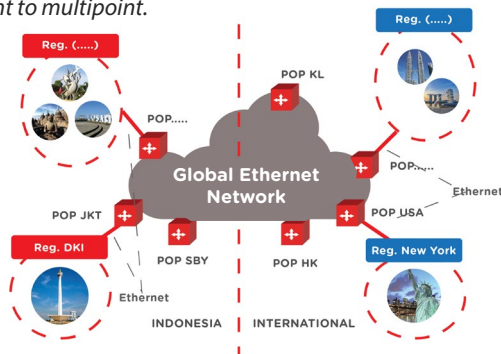 nt to multipoint.
Reg. (.....)
Reg. (.....)
POP KL
POP.....
POP.....
Global Ethernet
Network
Ethernet
POP JKT
POP USA
Reg. DKI
POP SBY
POP HK
Reg. New York
Ethernet
INDONESIA
INTERNATIONAL